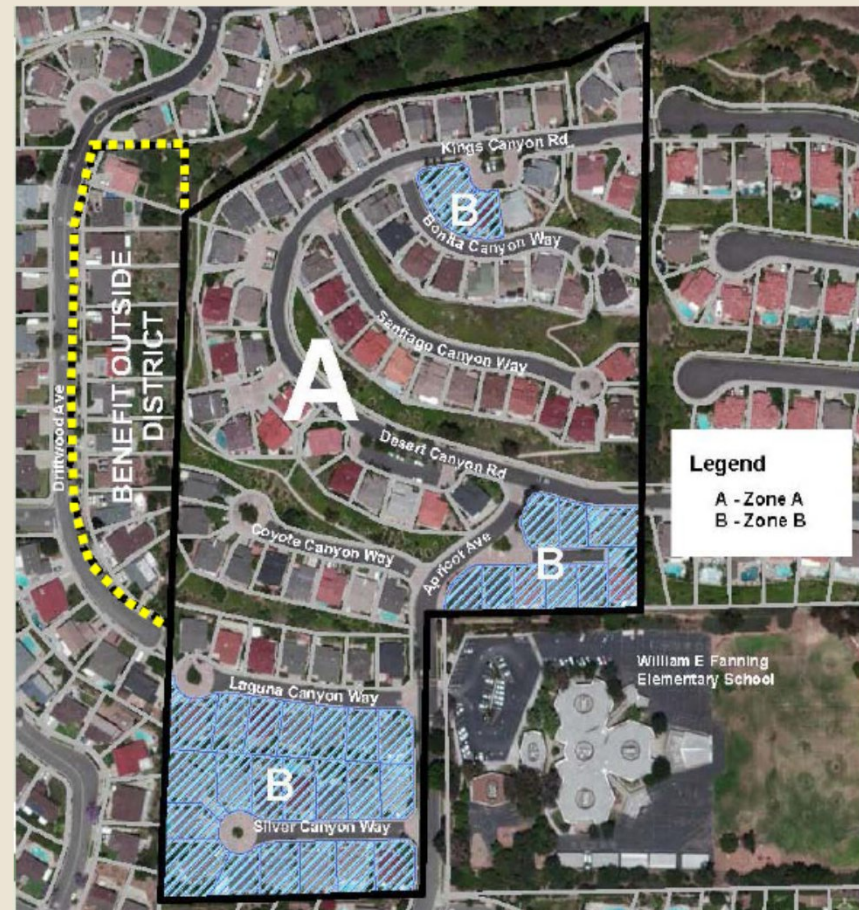 Kings Canyon Rd
B
Bonita Canyon Way
BENEFIT OUTSIDE
DISTRICT
Driftwood Ave
Santiago Canyon Way
A
Desert Canyon Rd
Legend
A - Zone A
B - Zone B
Coyote Canyon Way
Apricot Ave
B
William E Fanning
Elementary School
Laguna Canyon Way
B
Silver Canyon Way